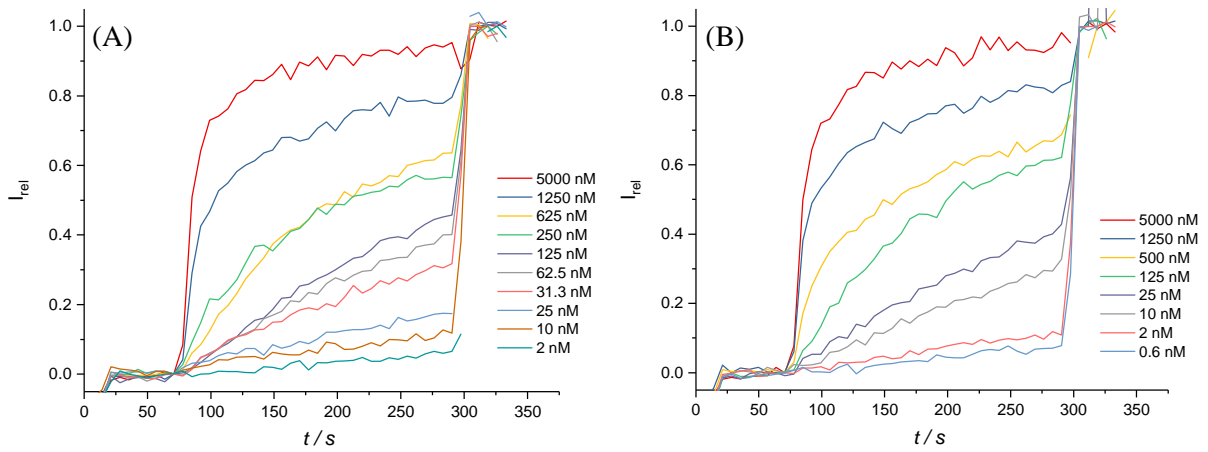 (A)
I_rel
1.0
0.8
0.6
0.4
0.2
0.0
0 50 100 150 200 250 300 350
t / s
5000 nM
1250 nM
625 nM
250 nM
125 nM
62.5 nM
31.3 nM
25 nM
10 nM
2 nM
(B)
I_rel
1.0
0.8
0.6
0.4
0.2
0.0
0 50 100 150 200 250 300 350
t / s
5000 nM
1250 nM
500 nM
125 nM
25 nM
10 nM
2 nM
0.6 nM